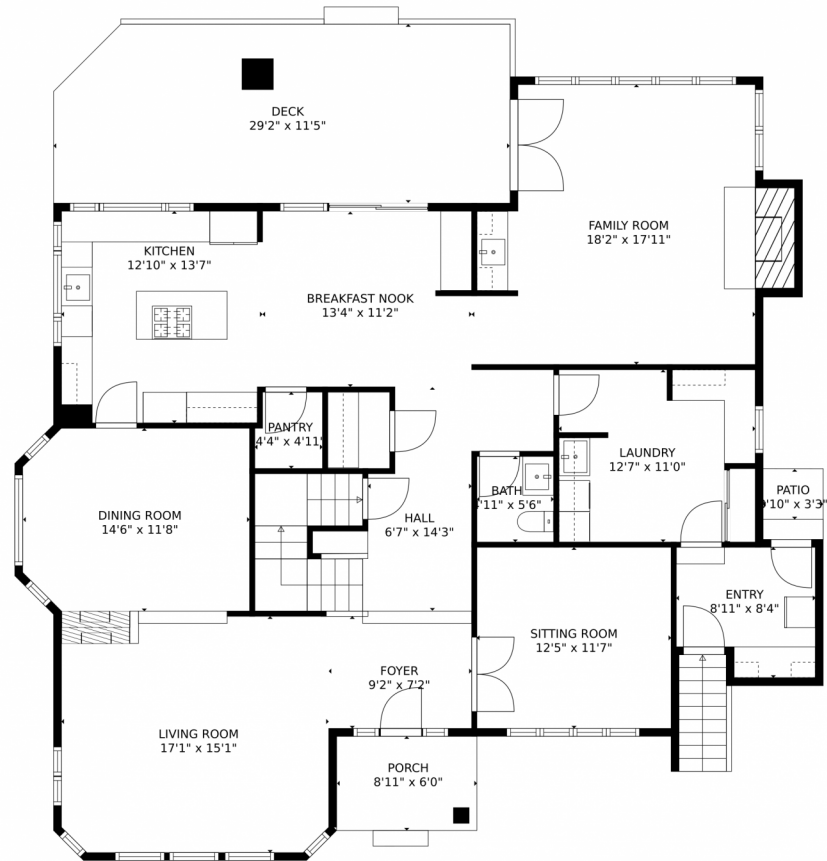 DECK
29'2" x 11'5"
FAMILY ROOM
18'2" x 17'11"
KITCHEN
12'10" x 13'7"
BREAKFAST NOOK
13'4" x 11'2"
PANTRY
4'4" x 4'11"
LAUNDRY
12'7" x 11'0"
BATH
'11" x 5'6"
PATIO
'10" x 3'3"
DINING ROOM
14'6" x 11'8"
HALL
6'7" x 14'3"
ENTRY
8'11" x 8'4"
SITTING ROOM
12'5" x 11'7"
FOYER
9'2" x 7'2"
LIVING ROOM
17'1" x 15'1"
PORCH
8'11" x 6'0"